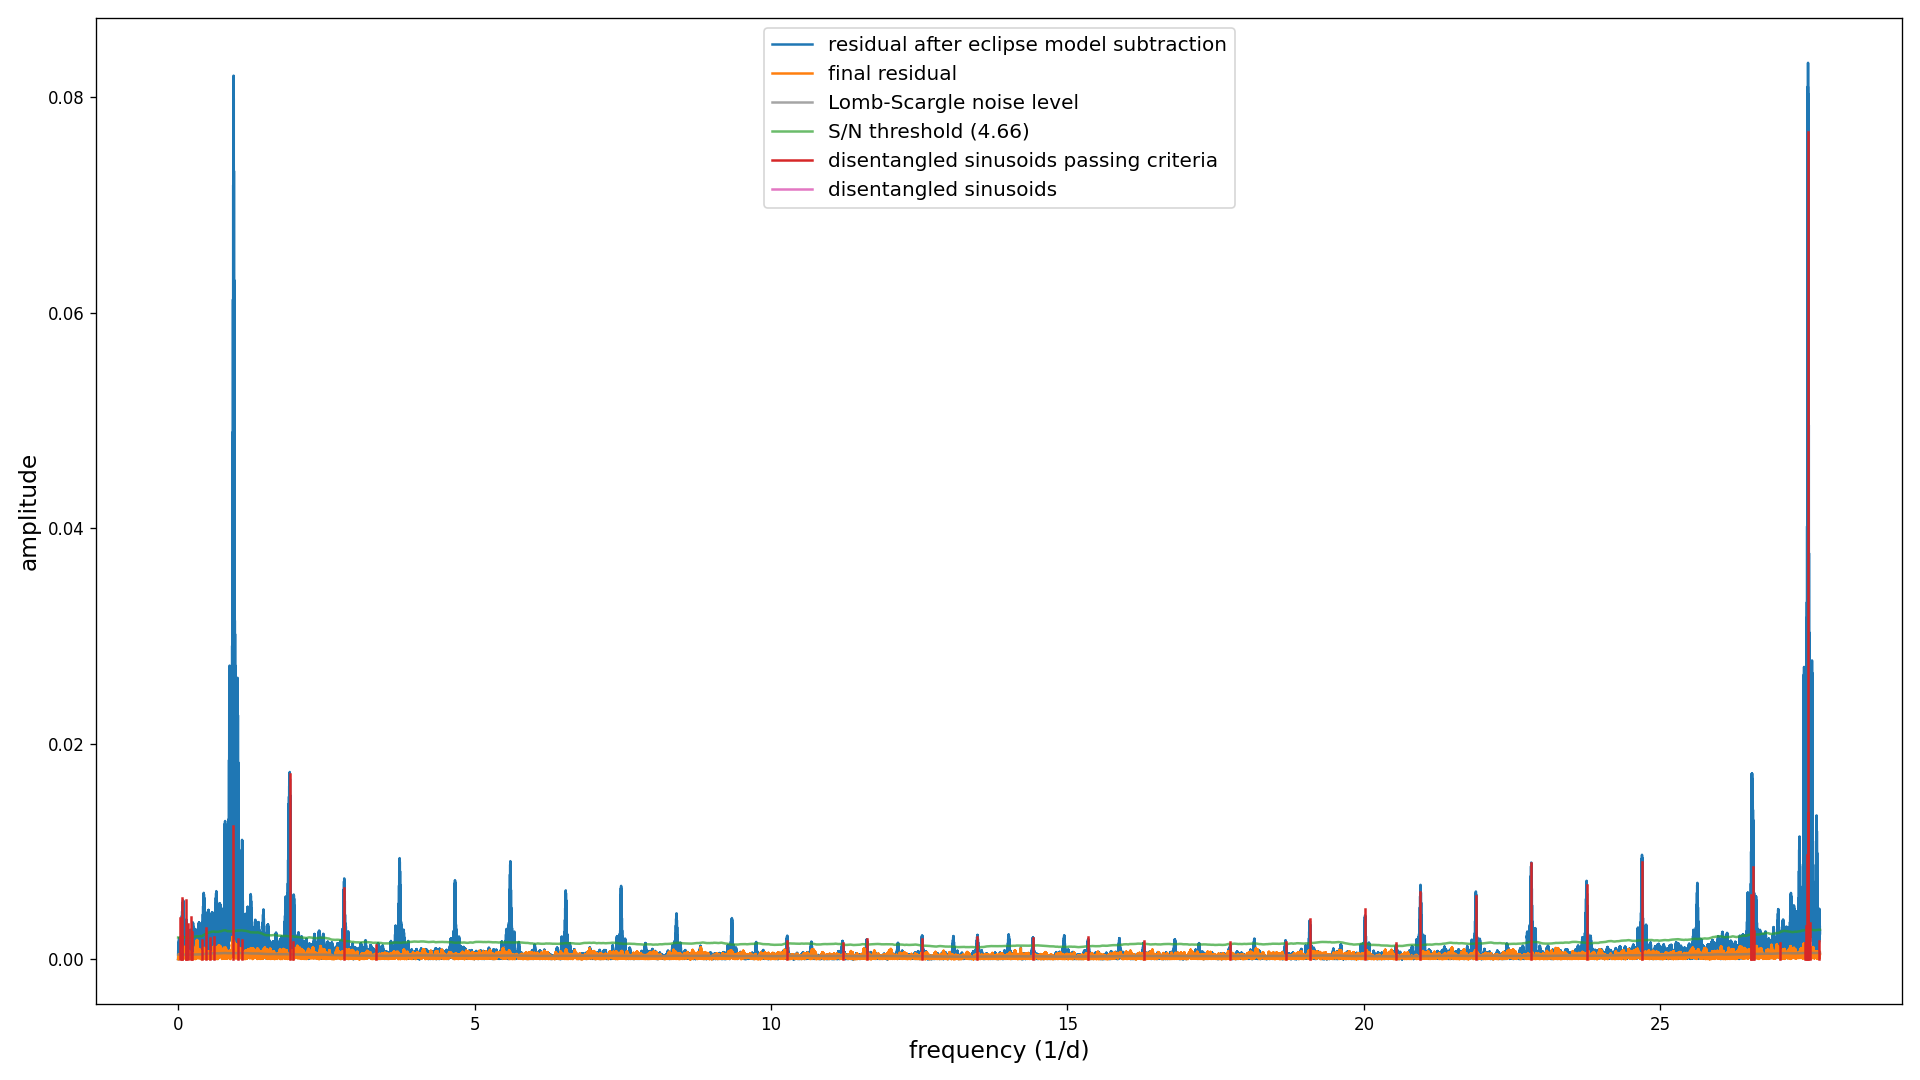 residual after eclipse model subtraction
final residual
Lomb-Scargle noise level
S/N threshold (4.66)
disentangled sinusoids passing criteria
disentangled sinusoids
0.08
0.06
0.04
0.02
0.00
amplitude
0 5 10 15 20 25
frequency (1/d)